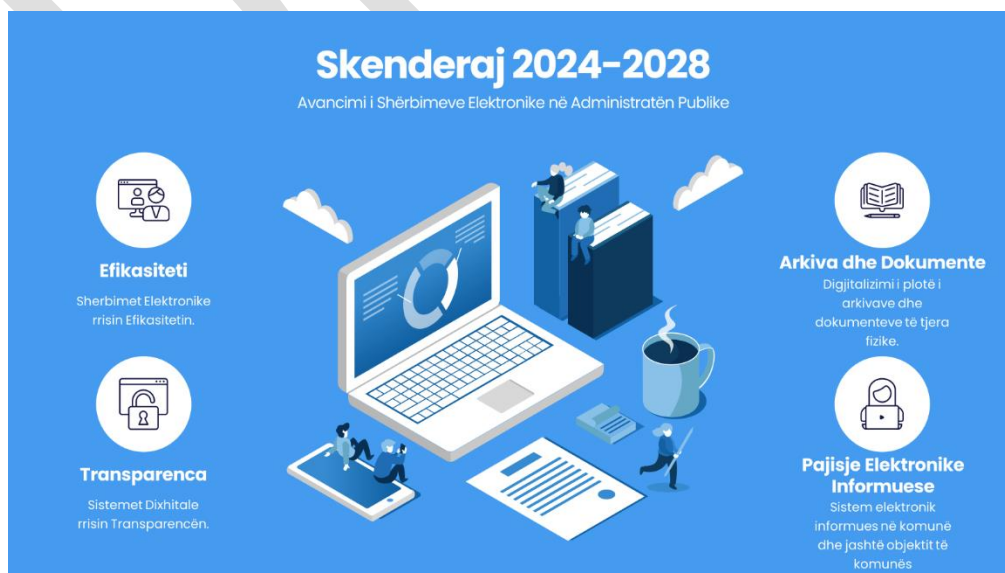 Skenderaj 2024-2028
Avancimi i Shërbimeve Elektronike në Administratën Publike
Efikasiteti
Sherbimet Elektronike
rrisin Efikasitetin.
Transparenca
Sistemet Dixhitale
rrisin Transparencën.
Arkiva dhe Dokumente
Digjitalizimi i plotë i
arkivave dhe
dokumenteve të tjera
fizike.
Pajisje Elektronike
Informuese
Sistem elektronik
informues në komunë
dhe jashtë objektit të
komunës